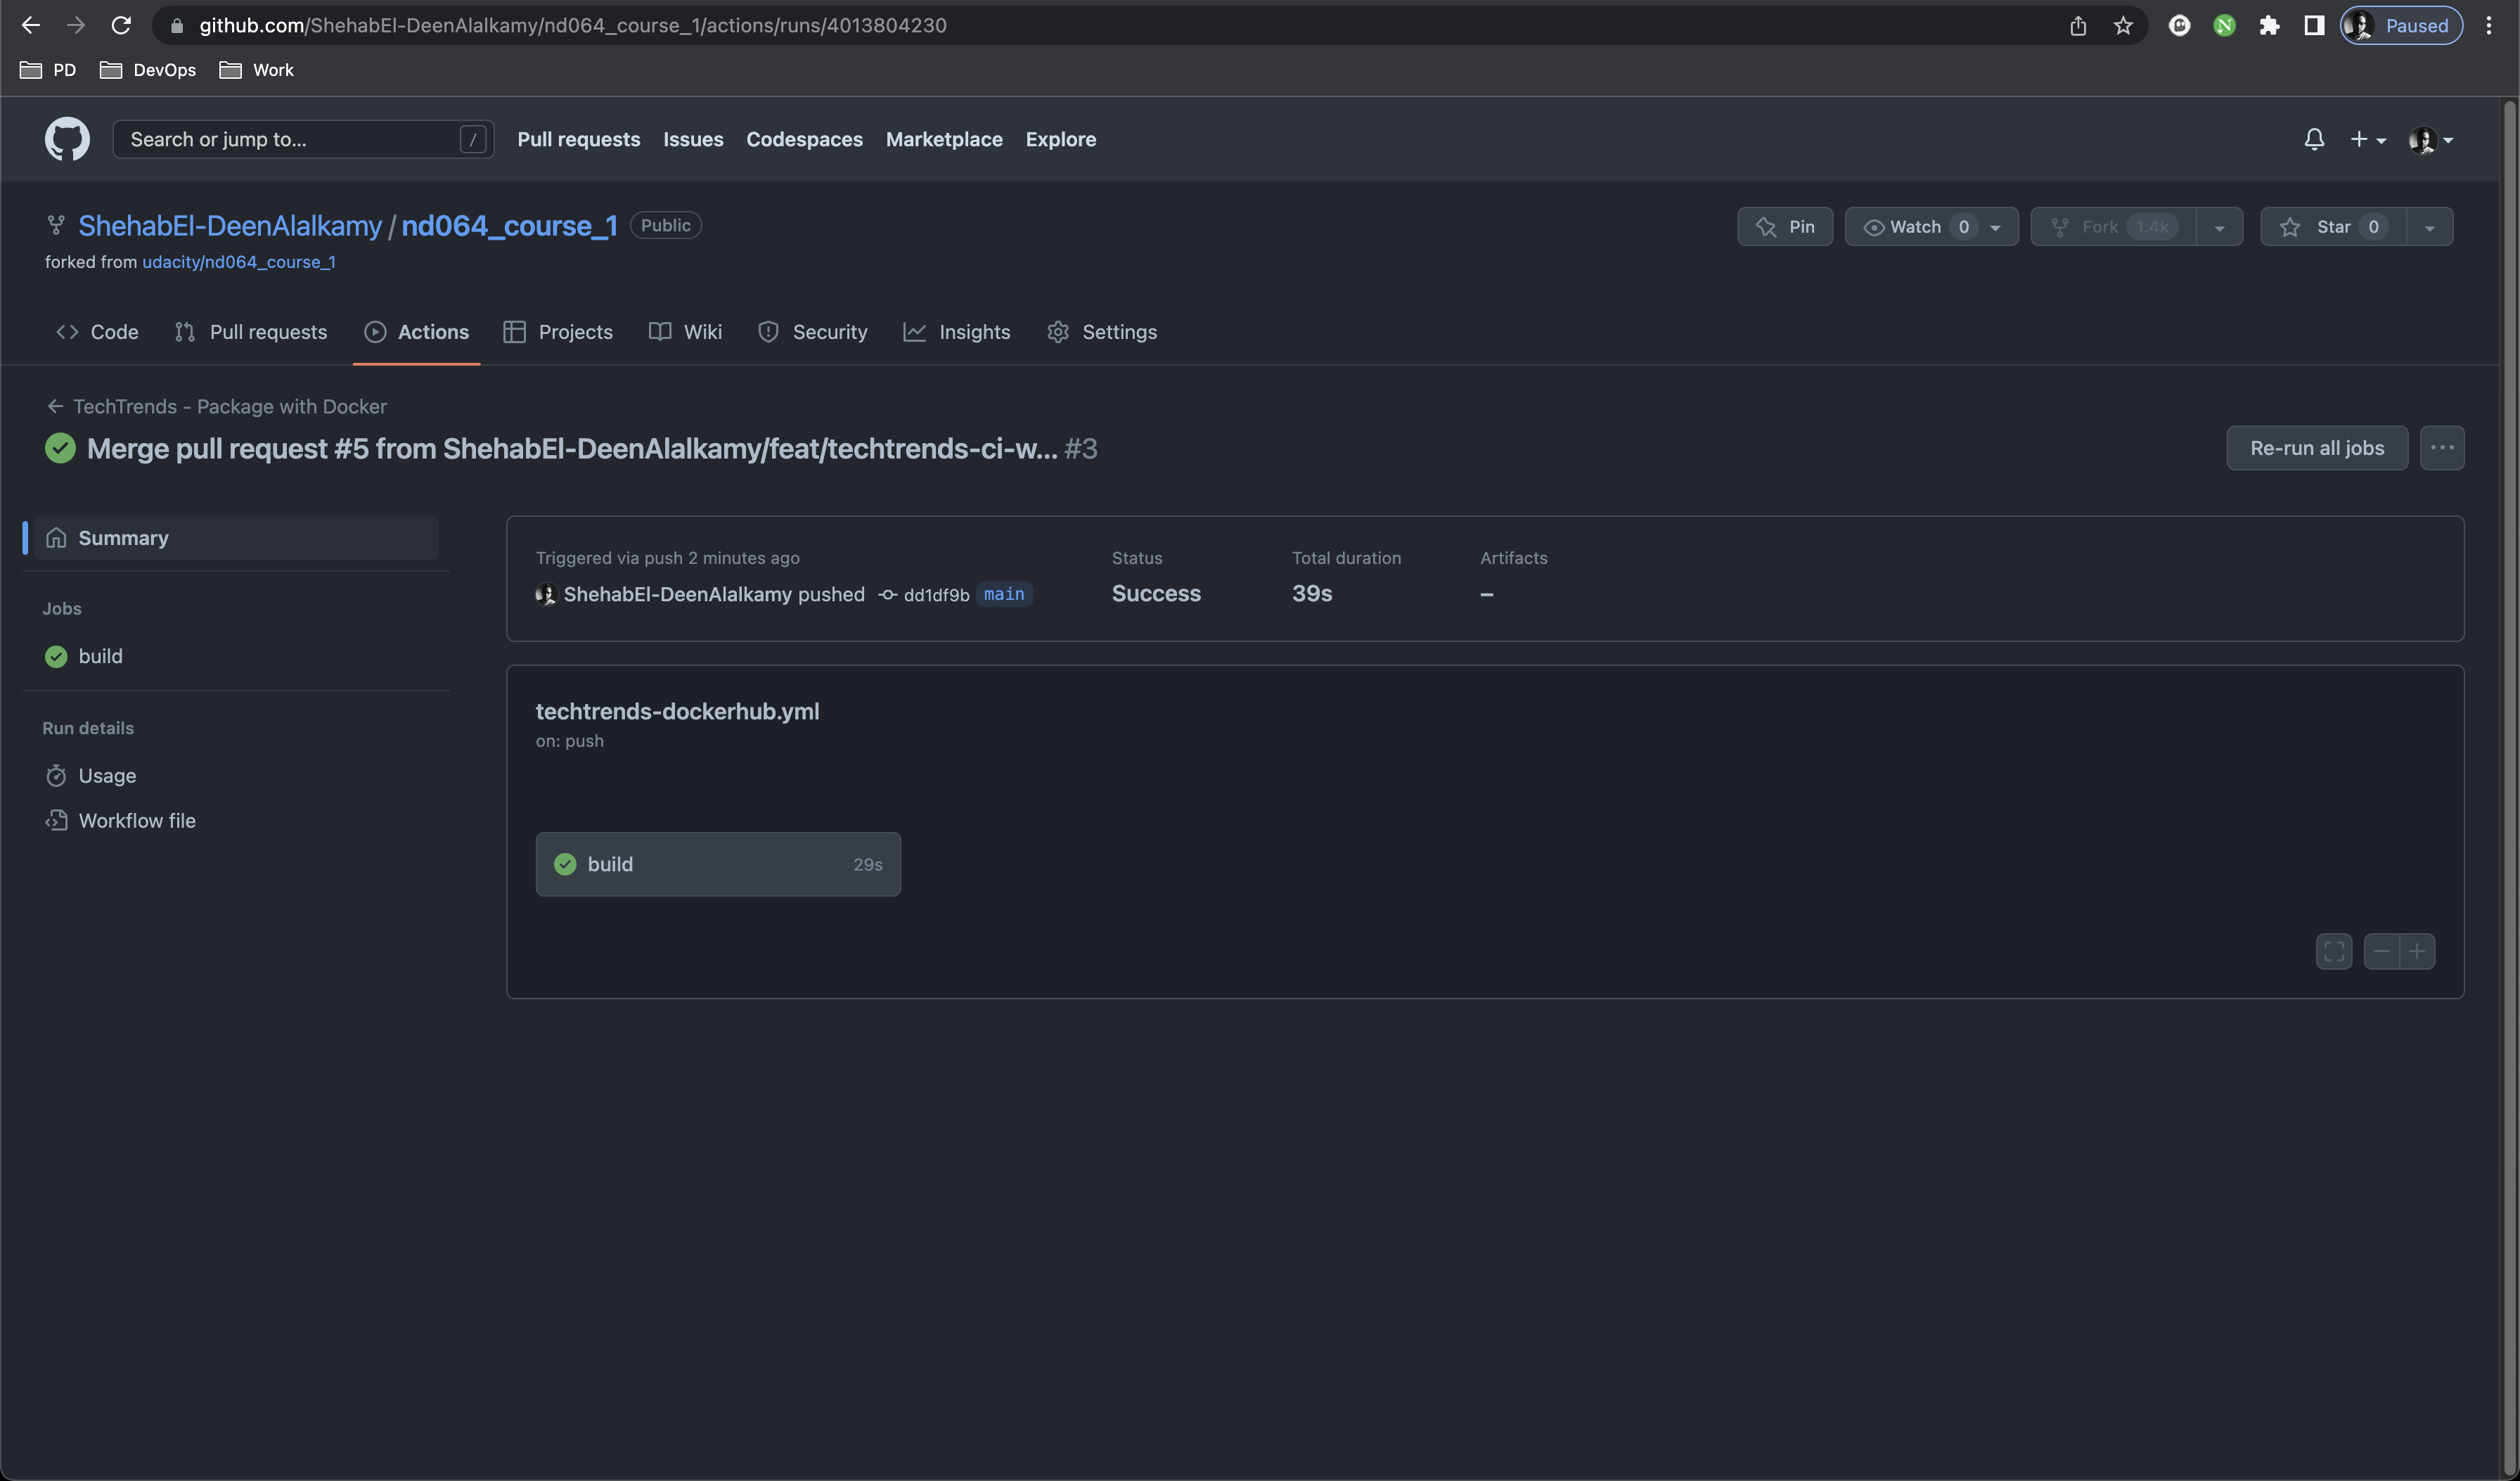 github.com/ShehabEl-DeenAlalkamy/nd064_course_1/actions/runs/4013804230
Paused
PD DevOps Work
Search or jump to... /
Pull requests Issues Codespaces Marketplace Explore
ShehabEl-DeenAlalkamy / nd064_course_1 Public
Pin Watch 0 Fork 1.4k Star 0
forked from udacity/nd064_course_1
Code Pull requests Actions Projects Wiki Security Insights Settings
TechTrends - Package with Docker
Merge pull request #5 from ShehabEl-DeenAlalkamy/feat/techtrends-ci-w... #3
Re-run all jobs
Summary
Jobs
build
Run details
Usage
Workflow file
Triggered via push 2 minutes ago
ShehabEl-DeenAlalkamy pushed dd1df9b main
Status
Success
Total duration
39s
Artifacts
–
techtrends-dockerhub.yml
on: push
build 29s